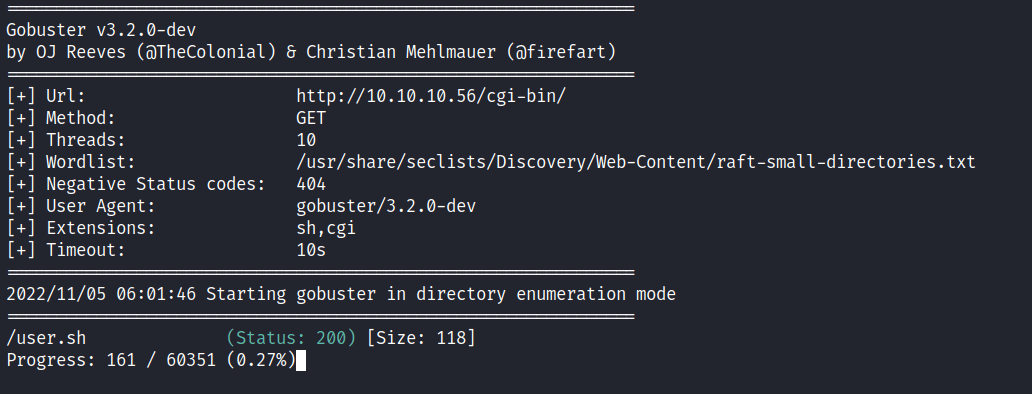 ===============================================================
Gobuster v3.2.0-dev
by OJ Reeves (@TheColonial) & Christian Mehlmauer (@firefart)
===============================================================
[+] Url:                     http://10.10.10.56/cgi-bin/
[+] Method:                  GET
[+] Threads:                 10
[+] Wordlist:                /usr/share/seclists/Discovery/Web-Content/raft-small-directories.txt
[+] Negative Status codes:   404
[+] User Agent:              gobuster/3.2.0-dev
[+] Extensions:              sh,cgi
[+] Timeout:                 10s
===============================================================
2022/11/05 06:01:46 Starting gobuster in directory enumeration mode
===============================================================
/user.sh              (Status: 200) [Size: 118]
Progress: 161 / 60351 (0.27%)